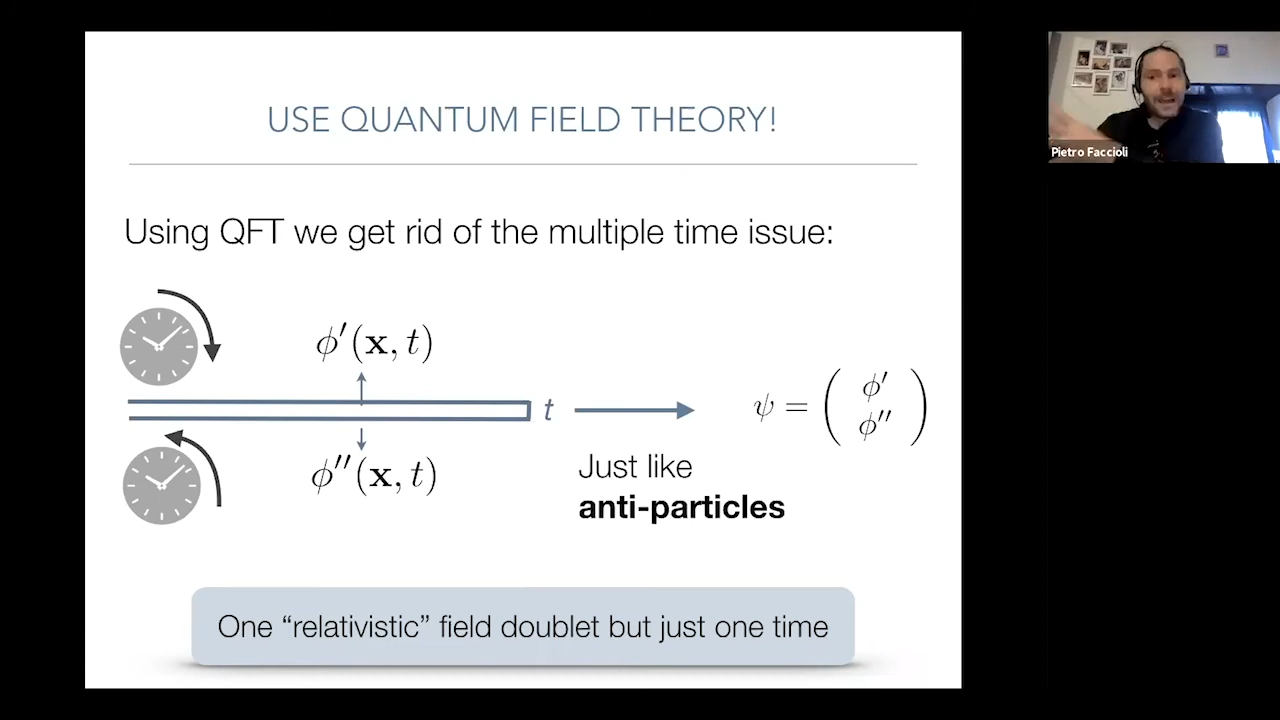 USE QUANTUM FIELD THEORY!
Using QFT we get rid of the multiple time issue:
ϕ′(x, t)
t
ϕ′′(x, t)
ψ = ( ϕ′
ϕ′′ )
Just like
anti-particles
One “relativistic” field doublet but just one time
Pietro Faccioli